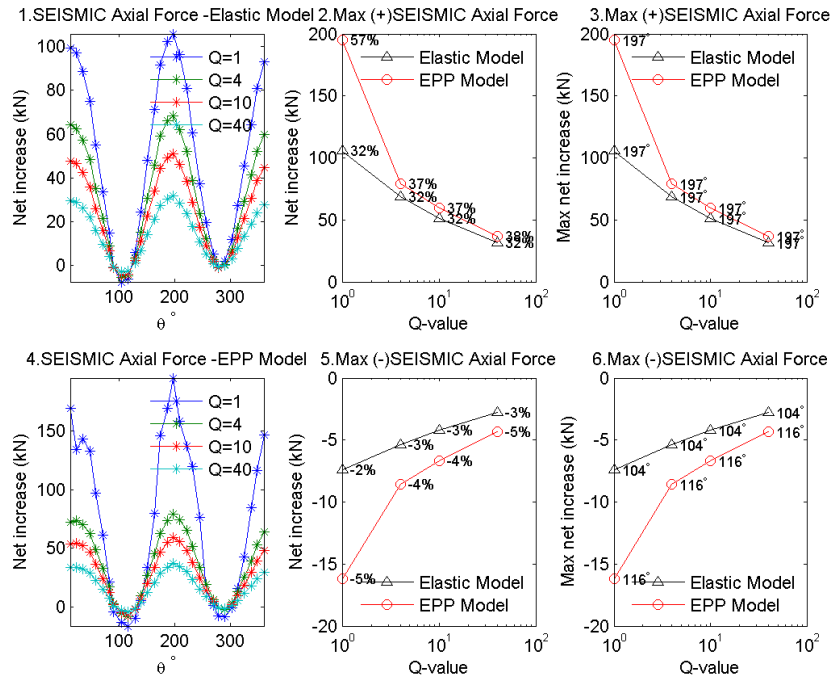 1.SEISMIC Axial Force -Elastic Model
Net increase (kN)
100
80
60
40
20
0
100
200
300
θ °
Q=1
Q=4
Q=10
Q=40
2.Max (+)SEISMIC Axial Force
Net increase (kN)
200
150
100
50
0
10^0
10^1
10^2
Q-value
Elastic Model
EPP Model
57%
32%
37%
32%
37%
32%
38%
32%
3.Max (+)SEISMIC Axial Force
Max net increase (kN)
200
150
100
50
0
10^0
10^1
10^2
Q-value
Elastic Model
EPP Model
197°
197°
197°
197°
197°
197°
197°
197°
4.SEISMIC Axial Force -EPP Model
Net increase (kN)
150
100
50
0
100
200
300
θ °
Q=1
Q=4
Q=10
Q=40
5.Max (-)SEISMIC Axial Force
Net increase (kN)
0
-5
-10
-15
-20
10^0
10^1
10^2
Q-value
-2%
-3%
-3%
-3%
-5%
-4%
-4%
-5%
Elastic Model
EPP Model
6.Max (-)SEISMIC Axial Force
Max net increase (kN)
0
-5
-10
-15
-20
10^0
10^1
10^2
Q-value
104°
104°
104°
104°
116°
116°
116°
116°
Elastic Model
EPP Model